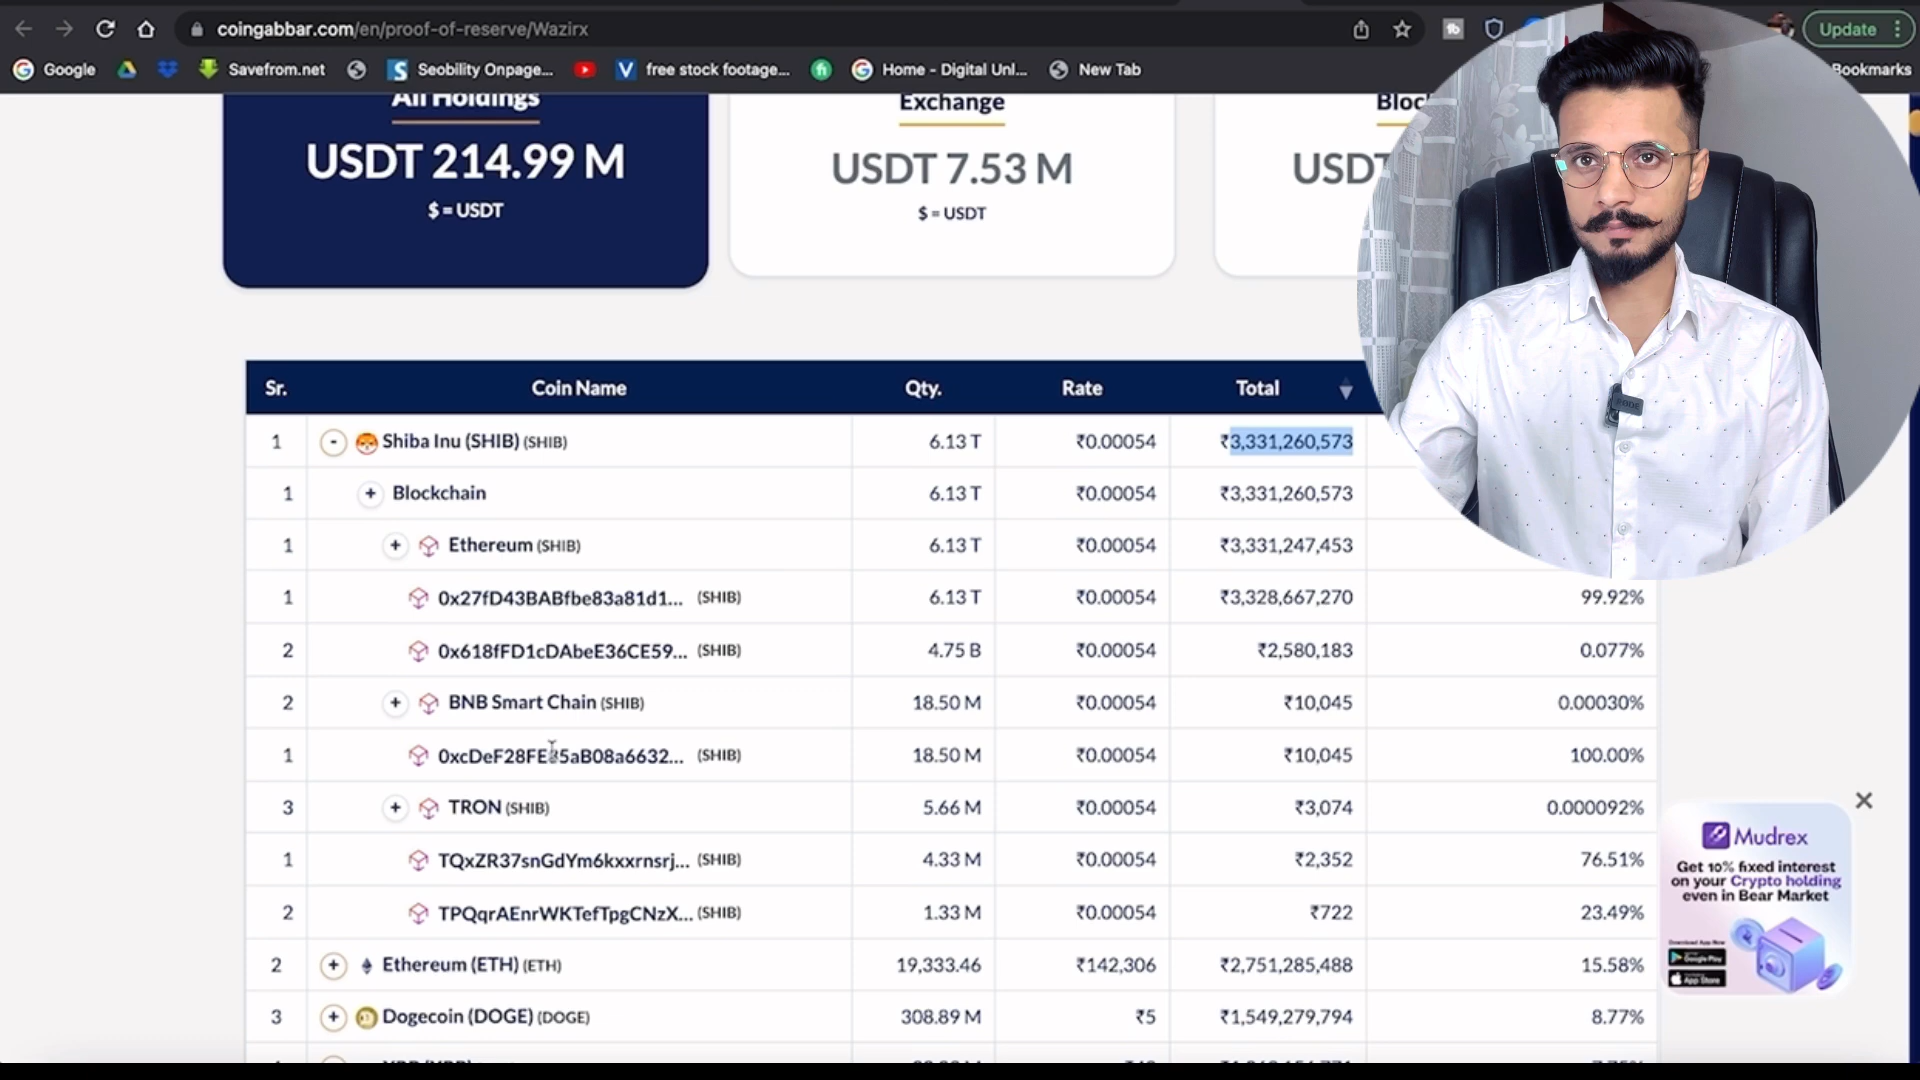 coingabbar.com/en/proof-of-reserve/Wazirx
Update
Google
Savefrom.net
Seobility Onpage...
free stock footage...
Home - Digital Unl...
New Tab
Bookmarks
All Holdings
USDT 214.99 M
$ = USDT
Exchange
USDT 7.53 M
$ = USDT
Sr. Coin Name Qty. Rate Total
1 - Shiba Inu (SHIB) (SHIB) 6.13 T ₹0.00054 ₹3,331,260,573
1 + Blockchain 6.13 T ₹0.00054 ₹3,331,260,573
1 + Ethereum (SHIB) 6.13 T ₹0.00054 ₹3,331,247,453
1 0x27fD43BABfbe83a81d1... (SHIB) 6.13 T ₹0.00054 ₹3,328,667,270 99.92%
2 0x618fFD1cDAbeE36CE59... (SHIB) 4.75 B ₹0.00054 ₹2,580,183 0.077%
2 + BNB Smart Chain (SHIB) 18.50 M ₹0.00054 ₹10,045 0.00030%
1 0xcDeF28FE85aB08a6632... (SHIB) 18.50 M ₹0.00054 ₹10,045 100.00%
3 + TRON (SHIB) 5.66 M ₹0.00054 ₹3,074 0.000092%
1 TQxZR37snGdYm6kxxrnsrj... (SHIB) 4.33 M ₹0.00054 ₹2,352 76.51%
2 TPQqrAEnrWKTefTpgCNzX... (SHIB) 1.33 M ₹0.00054 ₹722 23.49%
2 + Ethereum (ETH) (ETH) 19,333.46 ₹142,306 ₹2,751,285,488 15.58%
3 + Dogecoin (DOGE) (DOGE) 308.89 M ₹5 ₹1,549,279,794 8.77%
Mudrex
Get 10% fixed interest
on your Crypto holding
even in Bear Market
Download App Now
Google Play
App Store